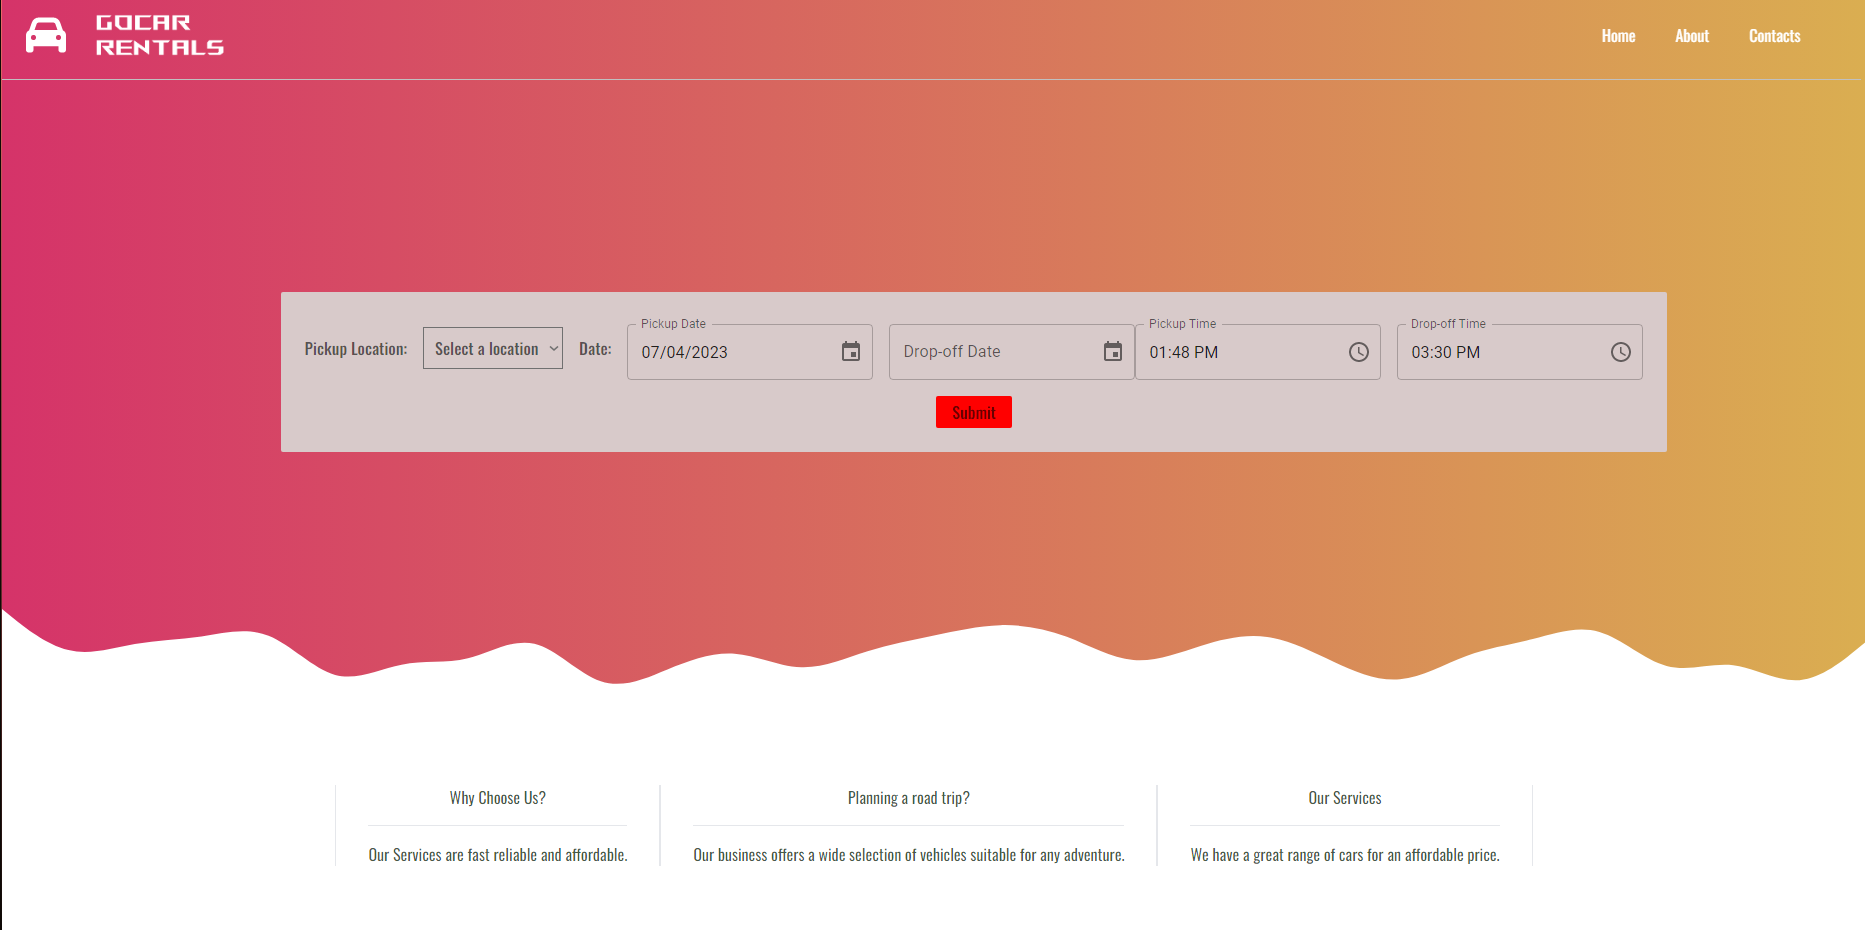 GOCAR
RENTALS
Home About Contacts
Pickup Location: Select a location Date: Pickup Date 07/04/2023 Drop-off Date Pickup Time 01:48 PM Drop-off Time 03:30 PM
Submit
Why Choose Us?
Our Services are fast reliable and affordable.
Planning a road trip?
Our business offers a wide selection of vehicles suitable for any adventure.
Our Services
We have a great range of cars for an affordable price.